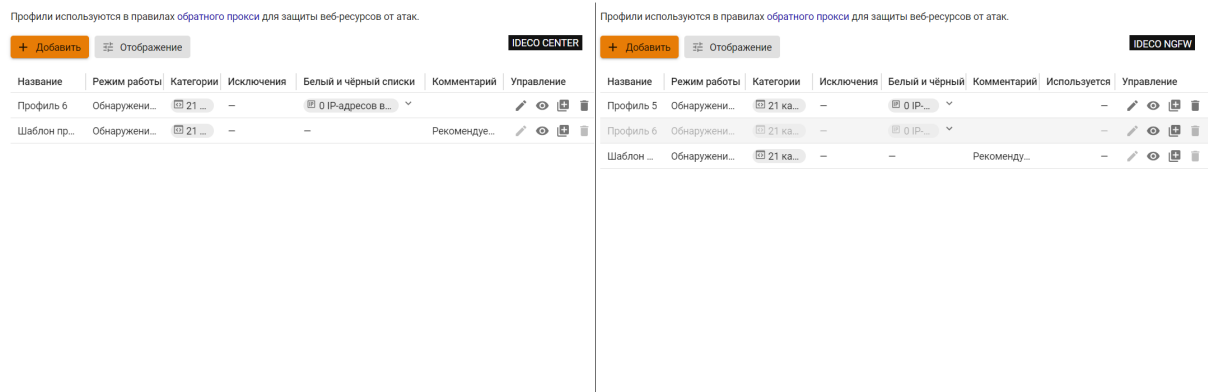 Профили используются в правилах обратного прокси для защиты веб-ресурсов от атак.
+ Добавить Отображение IDECO CENTER
Название Режим работы Категории Исключения Белый и чёрный списки Комментарий Управление
Профиль 6 Обнаружени... 21 ... – 0 IP-адресов в...
Шаблон пр... Обнаружени... 21 ... – – Рекомендуе...
Профили используются в правилах обратного прокси для защиты веб-ресурсов от атак.
+ Добавить Отображение IDECO NGFW
Название Режим работы Категории Исключения Белый и чёрный Комментарий Используется Управление
Профиль 5 Обнаружени... 21 ка... – 0 IP-... –
Профиль 6 Обнаружени... 21 ка... – 0 IP-... –
Шаблон ... Обнаружени... 21 ка... – – Рекоменду... –